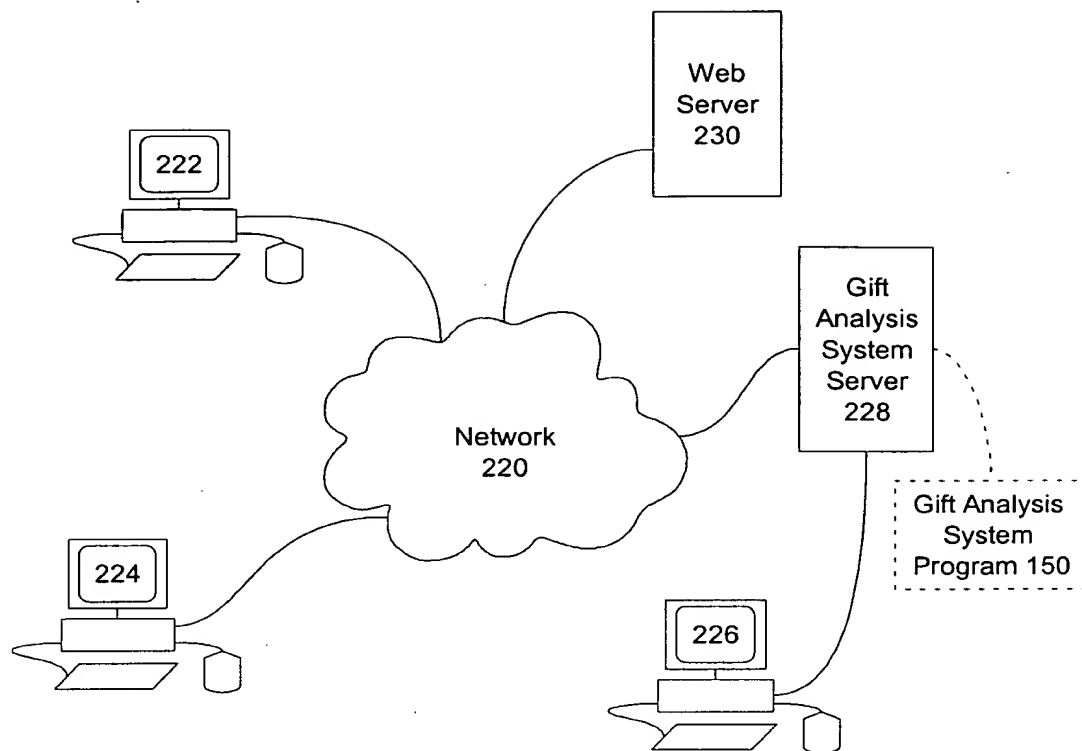 Web
Server
230
222
Gift
Analysis
System
Server
228
Network
220
Gift Analysis
System
Program 150
224
226